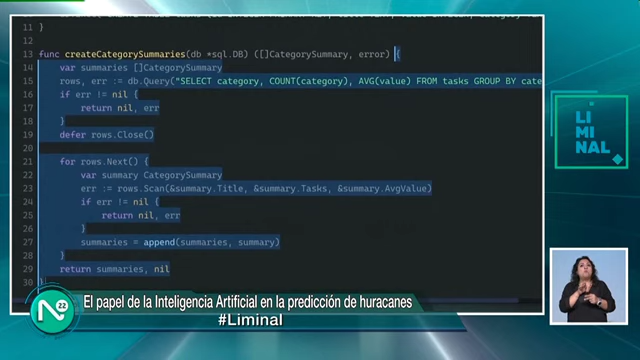 11 }
12
13 func createCategorySummaries(db *sql.DB) ([]CategorySummary, error) {
14 var summaries []CategorySummary
15 rows, err := db.Query("SELECT category, COUNT(category), AVG(value) FROM tasks GROUP BY cate
16 if err != nil {
17 return nil, err
18 }
19 defer rows.Close()
20
21 for rows.Next() {
22 var summary CategorySummary
23 err := rows.Scan(&summary.Title, &summary.Tasks, &summary.AvgValue)
24 if err != nil {
25 return nil, err
26 }
27 summaries = append(summaries, summary)
28 }
29 return summaries, nil
30 }
LI
MI
NAL
N
22
El papel de la Inteligencia Artificial en la predicción de huracanes
#Liminal